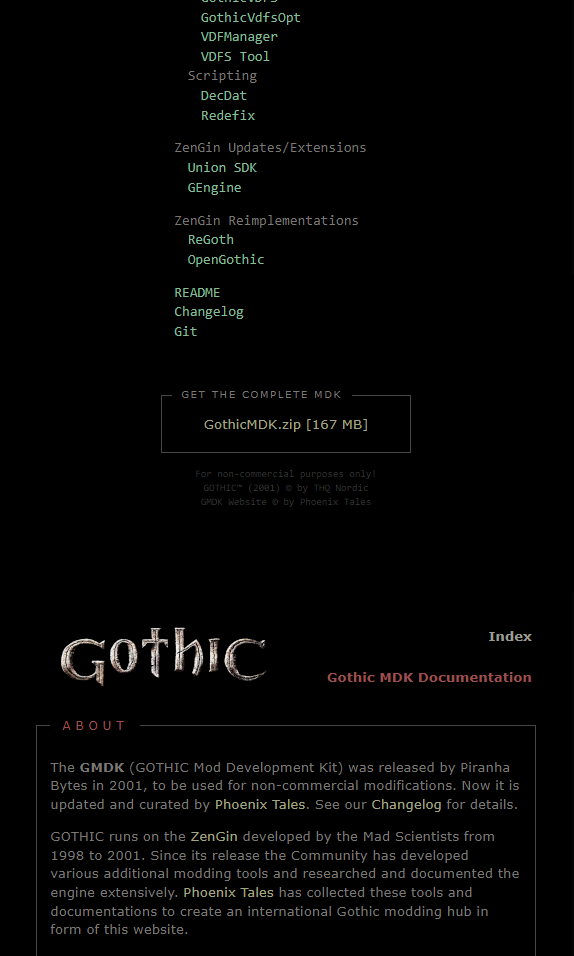 GothicVdfsOpt
VDFManager
VDFS Tool
Scripting
DecDat
Redefix
ZenGin Updates/Extensions
Union SDK
GEngine
ZenGin Reimplementations
ReGoth
OpenGothic
README
Changelog
Git
GET THE COMPLETE MDK
GothicMDK.zip [167 MB]
For non-commercial purposes only!
GOTHIC™ (2001) © by THQ Nordic
GMDK Website © by Phoenix Tales
GOTHIC
Index
Gothic MDK Documentation
ABOUT
The GMDK (GOTHIC Mod Development Kit) was released by Piranha
Bytes in 2001, to be used for non-commercial modifications. Now it is
updated and curated by Phoenix Tales. See our Changelog for details.
GOTHIC runs on the ZenGin developed by the Mad Scientists from
1998 to 2001. Since its release the Community has developed
various additional modding tools and researched and documented the
engine extensively. Phoenix Tales has collected these tools and
documentations to create an international Gothic modding hub in
form of this website.